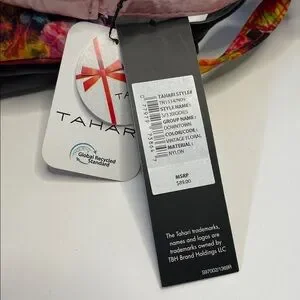 TAHARI
Global Recycled
Standard
TAHARI STYLE#
STYLE NAME:
GROUP NAME:
DOWNTOWN
COLOR/CODE:
VINTAGE FLORAL
MATERIAL:
NYLON
MSRP
$89.00
The Tahari trademarks,
names and logos are
trademarks owned by
TBH Brand Holdings LLC